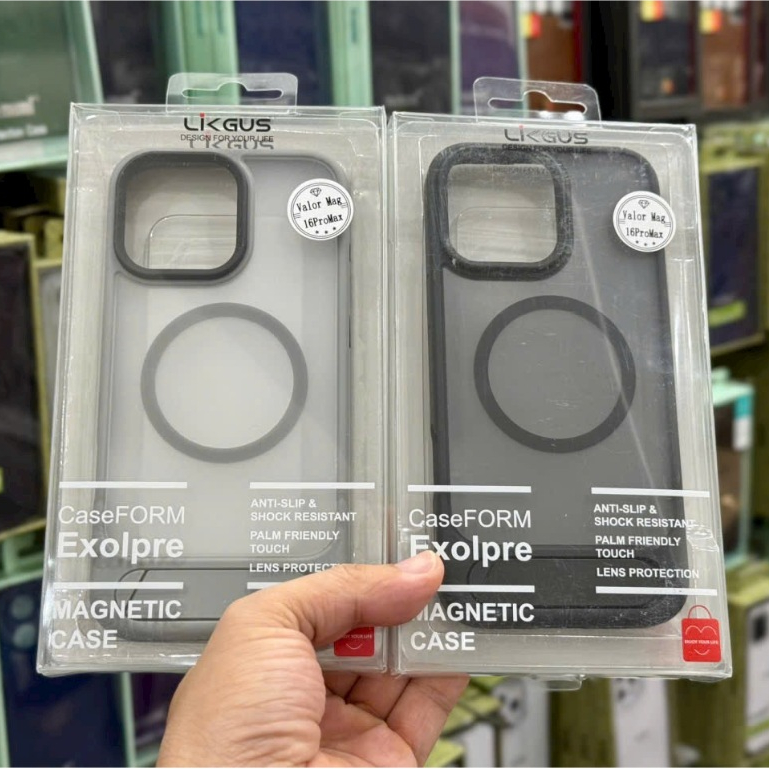 LIKGUS
DESIGN FOR YOUR LIFE
Valor Mag
16ProMax
CaseFORM
Exolpre
ANTI-SLIP &
SHOCK RESISTANT
PALM FRIENDLY
TOUCH
LENS PROTECTION
MAGNETIC
CASE
LIKGUS
Valor Mag
16ProMax
CaseFORM
Exolpre
ANTI-SLIP &
SHOCK RESISTANT
PALM FRIENDLY
TOUCH
LENS PROTECTION
MAGNETIC
CASE